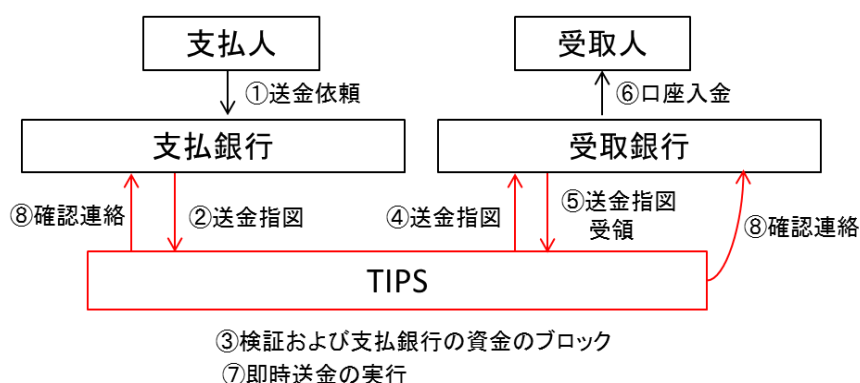 支払人
受取人
①送金依頼
⑥口座入金
支払銀行
受取銀行
⑧確認連絡
②送金指図
④送金指図
⑤送金指図
受領
⑧確認連絡
TIPS
③検証および支払銀行の資金のブロック
⑦即時送金の実行